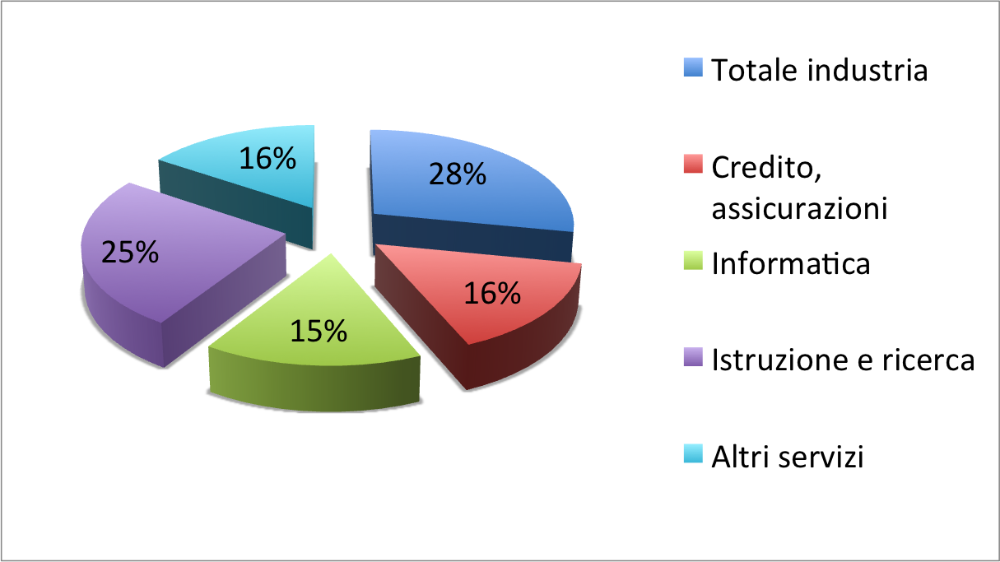 16%
28%
25%
16%
15%
Totale industria
Credito,
assicurazioni
Informatica
Istruzione e ricerca
Altri servizi